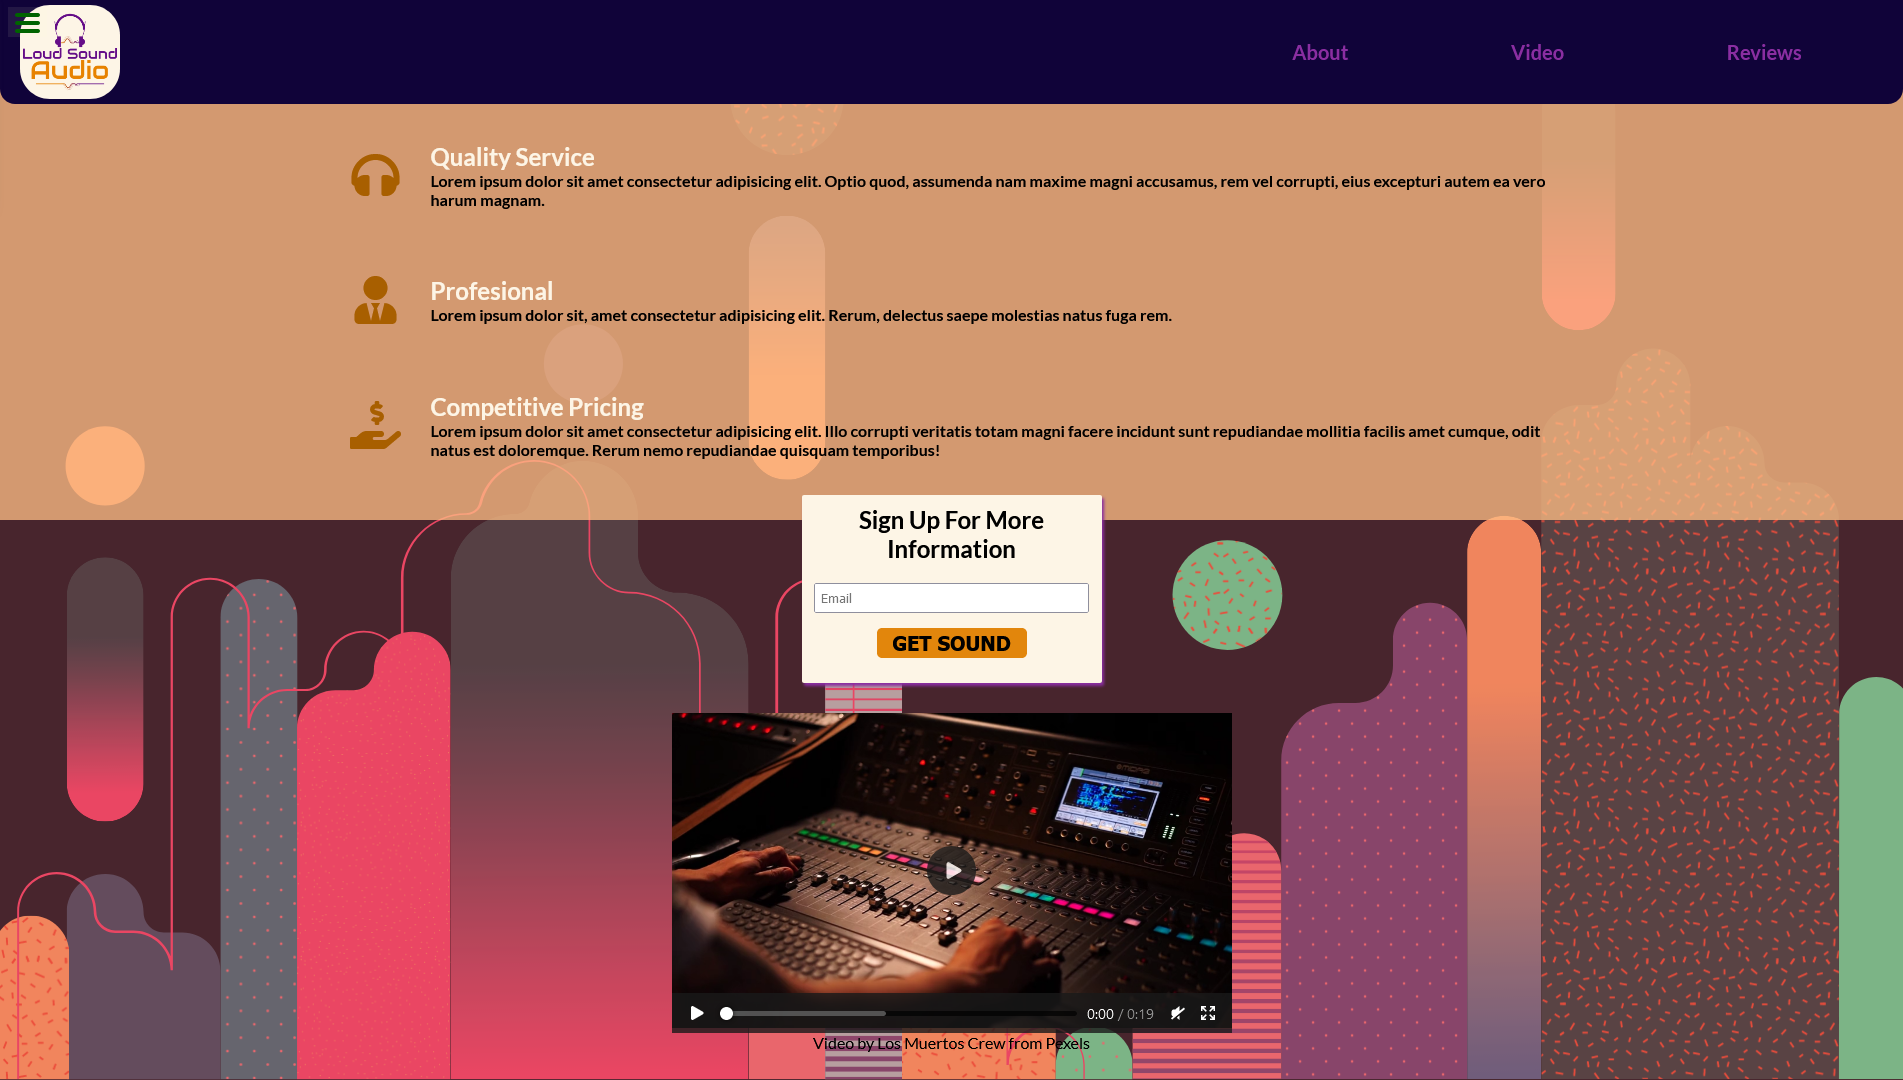 Loud Sound
Audio
About
Video
Reviews
Quality Service
Lorem ipsum dolor sit amet consectetur adipisicing elit. Optio quod, assumenda nam maxime magni accusamus, rem vel corrupti, eius excepturi autem ea vero
harum magnam.
Profesional
Lorem ipsum dolor sit, amet consectetur adipisicing elit. Rerum, delectus saepe molestias natus fuga rem.
Competitive Pricing
Lorem ipsum dolor sit amet consectetur adipisicing elit. Illo corrupti veritatis totam magni facere incidunt sunt repudiandae mollitia facilis amet cumque, odit
natus est doloremque. Rerum nemo repudiandae quisquam temporibus!
Sign Up For More
Information
Email
GET SOUND
0:00 / 0:19
Video by Los Muertos Crew from Pexels